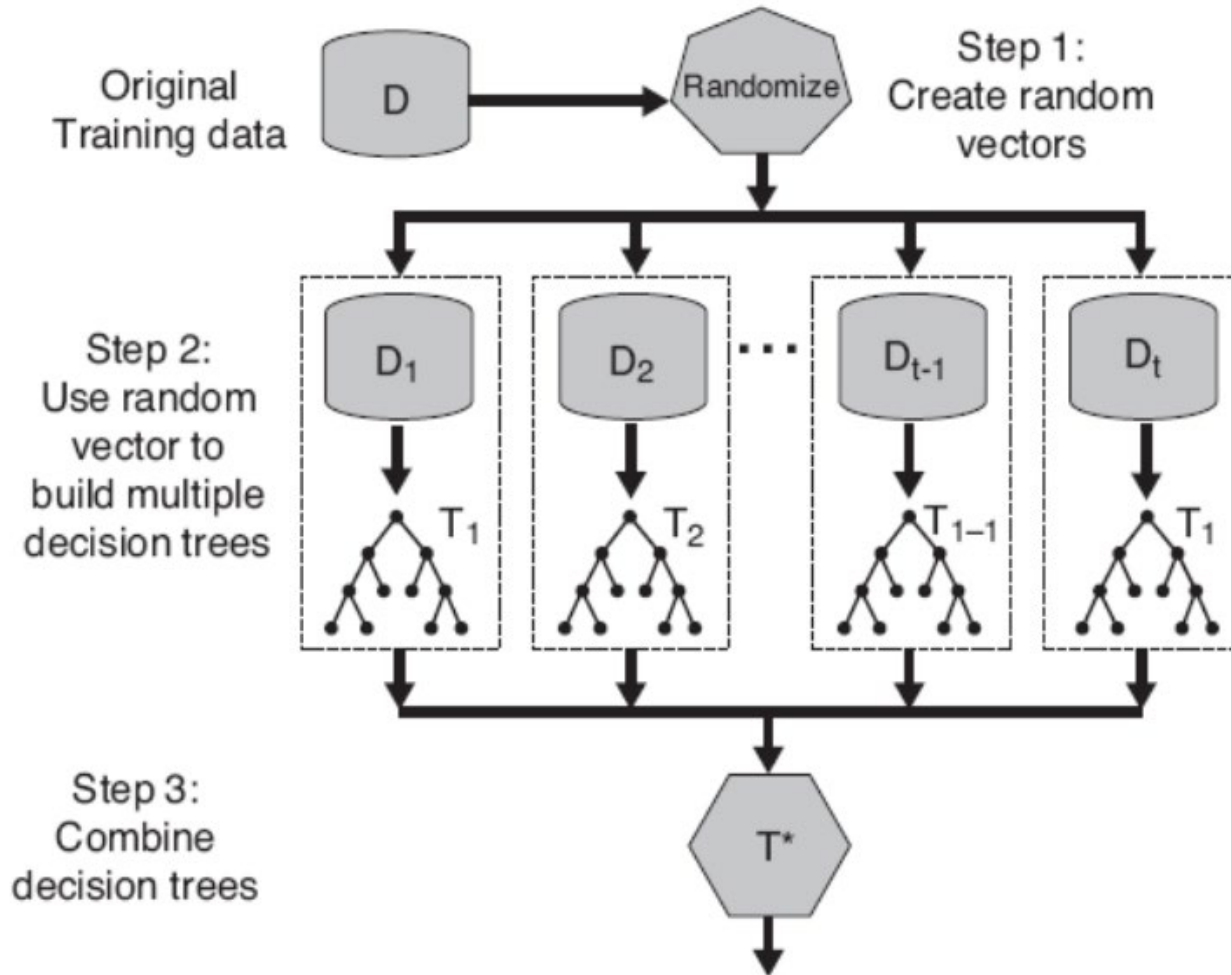 Original
Training data
D
Randomize
Step 1:
Create random
vectors
Step 2:
Use random
vector to
build multiple
decision trees
D₁
D₂
...
Dₜ₋₁
Dₜ
T₁
T₂
T₁₋₁
T₁
Step 3:
Combine
decision trees
T*